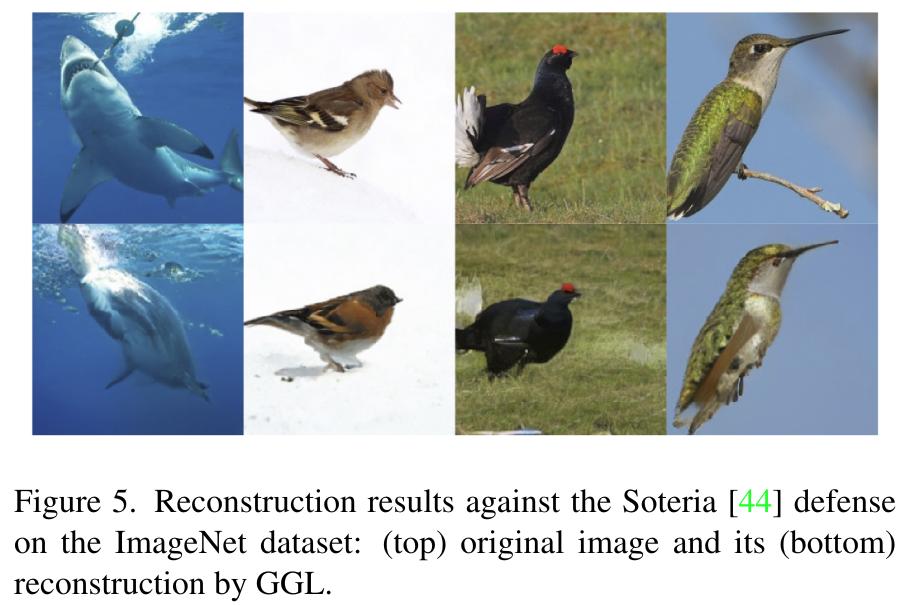 Figure 5. Reconstruction results against the Soteria [44] defense
on the ImageNet dataset: (top) original image and its (bottom)
reconstruction by GGL.